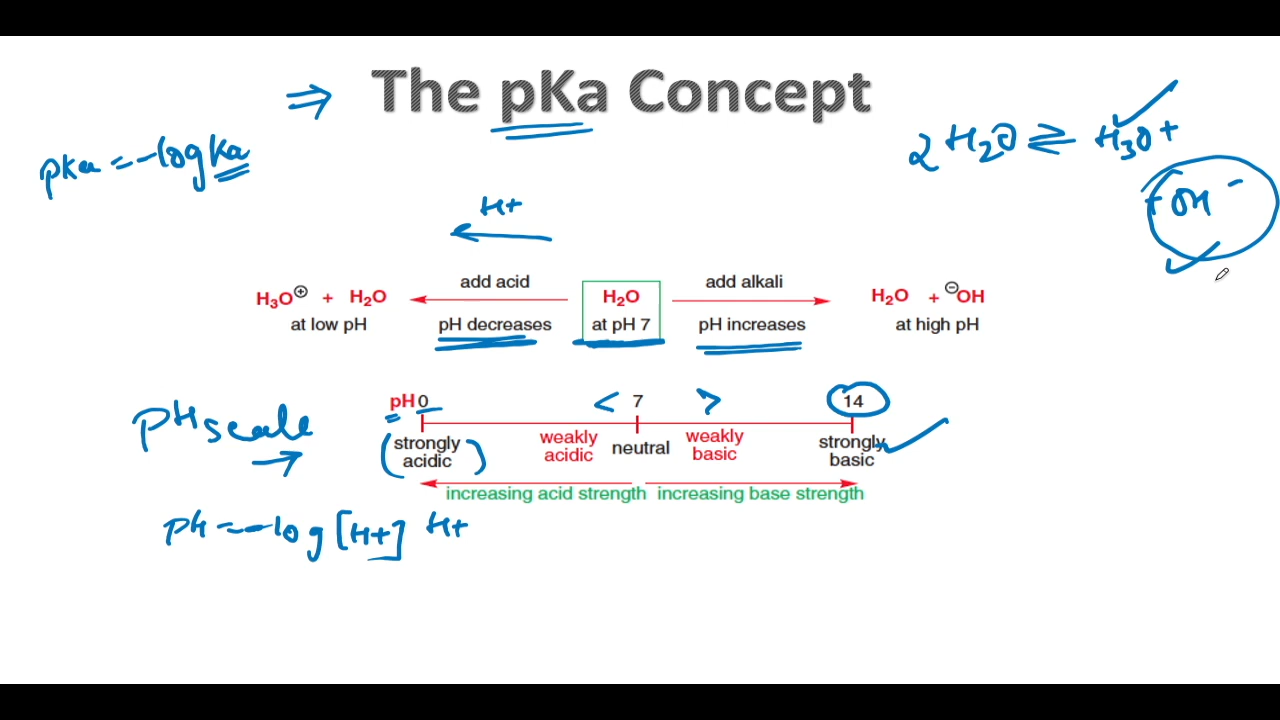 ⇒ The pKa Concept
pka = -log Ka
2 H2O ⇌ H3O+
+ OH-
H+
add acid
add alkali
H3O⊕ + H2O
H2O
H2O + ⊖OH
at low pH
pH decreases
at pH 7
pH increases
at high pH
pH 0 < 7 > 14
pH scale
strongly acidic
weakly acidic
neutral
weakly basic
strongly basic
increasing acid strength
increasing base strength
pH = -log [H+] H+